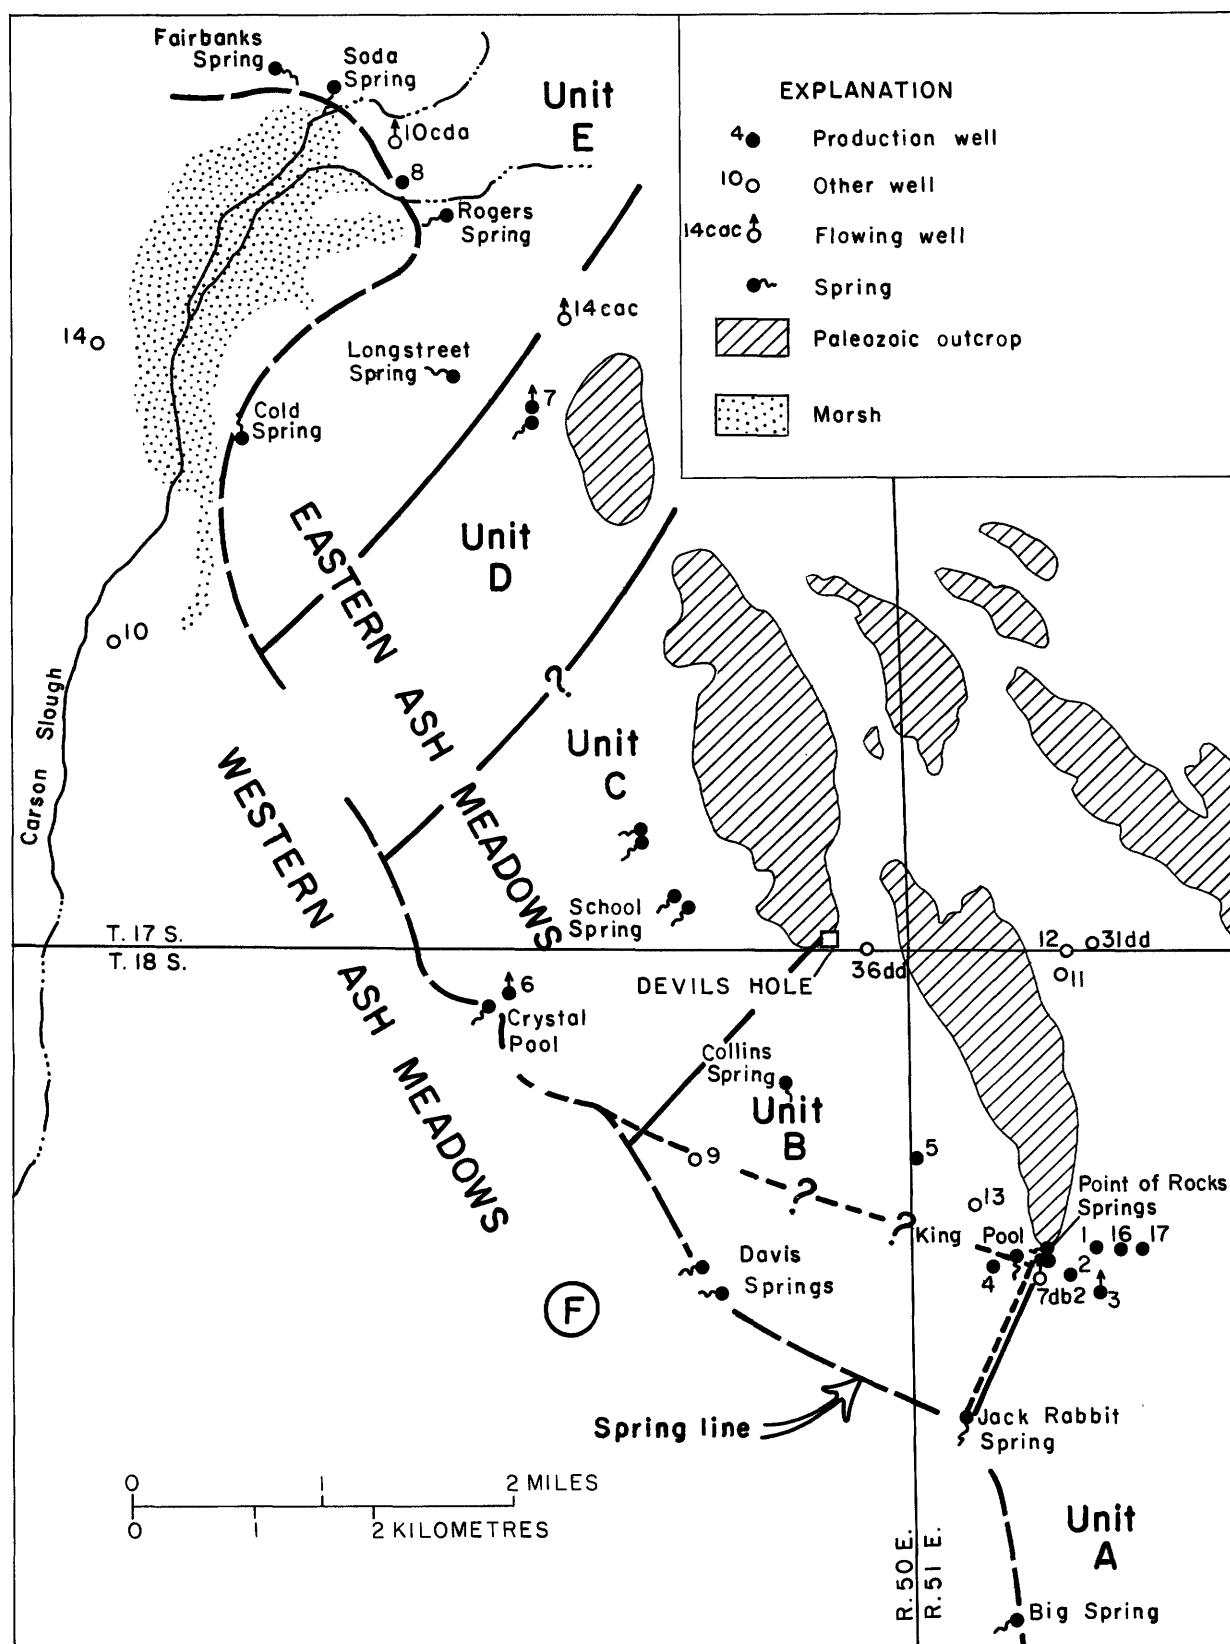 Fairbanks
Spring
Soda
Spring
Unit
E
10cda
8
Rogers
Spring
EXPLANATION
4
Production well
10
Other well
14cac
Flowing well
Spring
Paleozoic outcrop
Marsh
14
14cac
Longstreet
Spring
7
Cold
Spring
Unit
D
EASTERN ASH MEADOWS
10
Carson Slough
WESTERN ASH MEADOWS
Unit
C
School
Spring
T. 17 S.
T. 18 S.
DEVILS HOLE
36dd
12
31dd
11
6
Crystal
Pool
Collins
Spring
Unit
B
9
5
13
Point of Rocks
Springs
?
?
?
King Pool
1
16
17
4
2
7db2
3
Davis
Springs
F
Spring line
Jack Rabbit
Spring
0 1 2 MILES
0 1 2 KILOMETRES
R. 50 E.
R. 51 E.
Unit
A
Big Spring